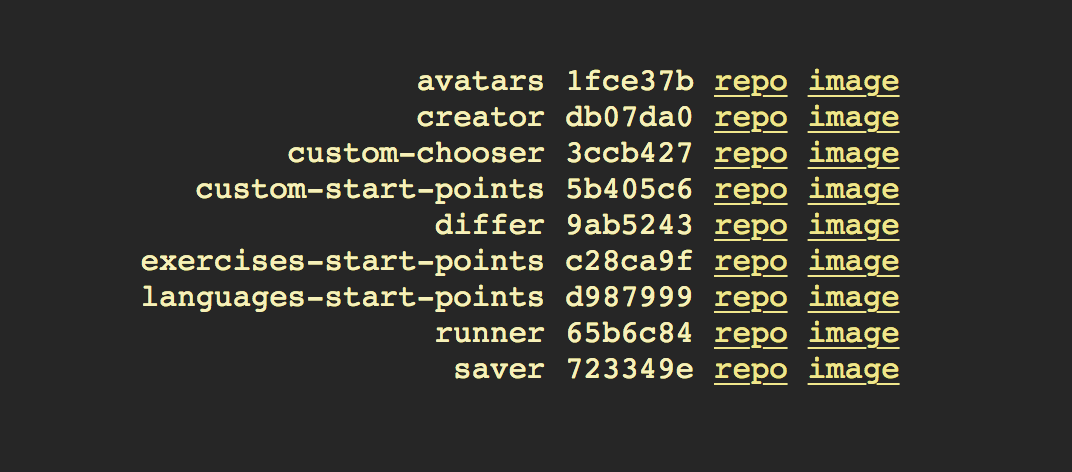 avatars 1fce37b repo image
creator db07da0 repo image
custom-chooser 3ccb427 repo image
custom-start-points 5b405c6 repo image
differ 9ab5243 repo image
exercises-start-points c28ca9f repo image
languages-start-points d987999 repo image
runner 65b6c84 repo image
saver 723349e repo image